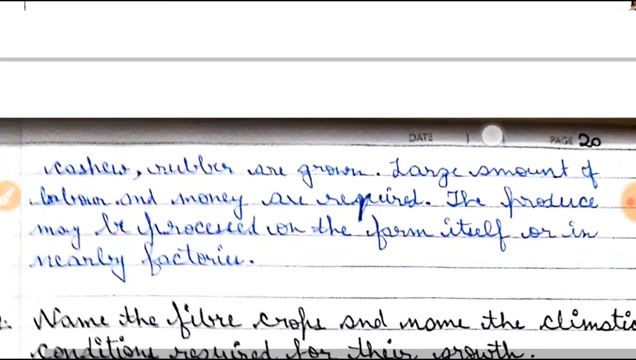 DATE PAGE 20
cashew, rubber are grown. Large amount of
labour and money are required. The produce
may be processed on the farm itself or in
nearby factories.
Name the fibre crops and name the climatic
conditions required for their growth.